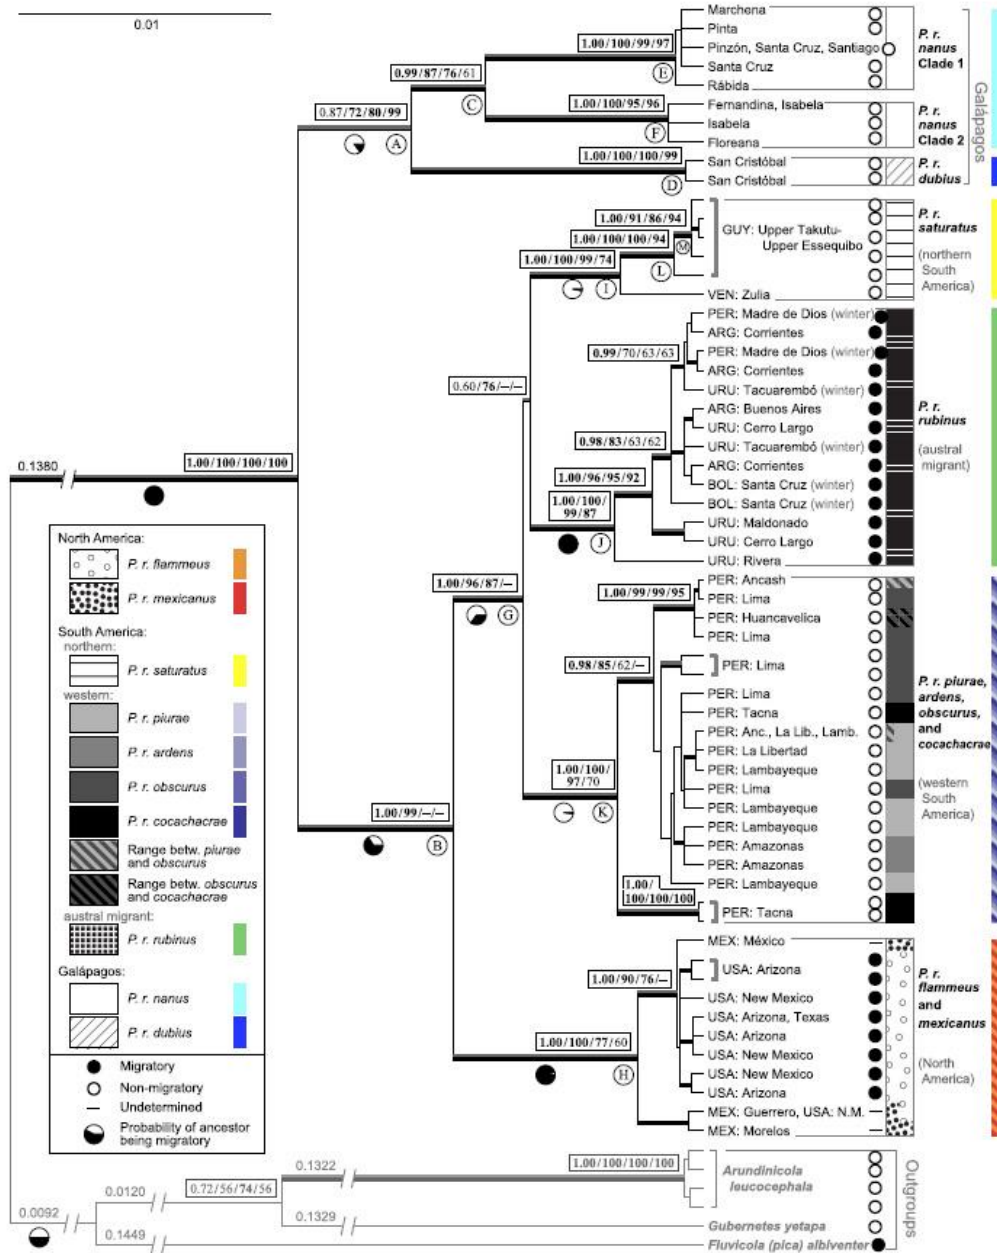 0.01
Marchena
Pinta
Pinzón, Santa Cruz, Santiago
Santa Cruz
Rábida
P. r. nanus Clade 1
1.00/100/99/97
E
0.99/87/76/61
C
Fernandina, Isabela
Isabela
Floreana
P. r. nanus Clade 2
1.00/100/95/96
F
Galápagos
0.87/72/80/99
A
1.00/100/100/99
D
San Cristóbal
San Cristóbal
P. r. dubius
1.00/91/86/94
M
GUY: Upper Takutu-
Upper Essequibo
P. r. saturatus
(northern South America)
1.00/100/100/94
L
1.00/100/99/74
I
VEN: Zulia
PER: Madre de Dios (winter)
ARG: Corrientes
PER: Madre de Dios (winter)
ARG: Corrientes
URU: Tacuarembó (winter)
ARG: Buenos Aires
URU: Cerro Largo
URU: Tacuarembó (winter)
ARG: Corrientes
BOL: Santa Cruz (winter)
BOL: Santa Cruz (winter)
URU: Maldonado
URU: Cerro Largo
URU: Rivera
P. r. rubinus
(austral migrant)
0.99/70/63/63
0.60/76/–/–
0.98/83/63/62
1.00/96/95/92
1.00/100/
99/87
J
0.1380
1.00/100/100/100
1.00/96/87/–
G
PER: Ancash
PER: Lima
PER: Huancavelica
PER: Lima
PER: Lima
PER: Lima
PER: Tacna
PER: Anc., La Lib., Lamb.
PER: La Libertad
PER: Lambayeque
PER: Lima
PER: Lambayeque
PER: Lambayeque
PER: Amazonas
PER: Amazonas
PER: Lambayeque
PER: Tacna
P. r. piurae, ardens, obscurus, and cocachacrae
(western South America)
1.00/99/99/95
0.98/85/62/–
1.00/100/
97/70
K
1.00/
100/100/100
1.00/99/–/–
B
MEX: México
USA: Arizona
USA: New Mexico
USA: Arizona, Texas
USA: Arizona
USA: New Mexico
USA: New Mexico
USA: Arizona
MEX: Guerrero, USA: N.M.
MEX: Morelos
P. r. flammeus and mexicanus
(North America)
1.00/90/76/–
1.00/100/77/60
H
North America:
P. r. flammeus
P. r. mexicanus
South America:
northern:
P. r. saturatus
western:
P. r. piurae
P. r. ardens
P. r. obscurus
P. r. cocachacrae
Range betw. piurae
and obscurus
Range betw. obscurus
and cocachacrae
austral migrant:
P. r. rubinus
Galápagos:
P. r. nanus
P. r. dubius
Migratory
Non-migratory
Undetermined
Probability of ancestor
being migratory
0.1322
1.00/100/100/100
Arundinicola
leucocephala
0.0120
0.72/56/74/56
0.0092
0.1329
Gubernetes yetapa
0.1449
Fluvicola (pica) albiventer
Outgroups